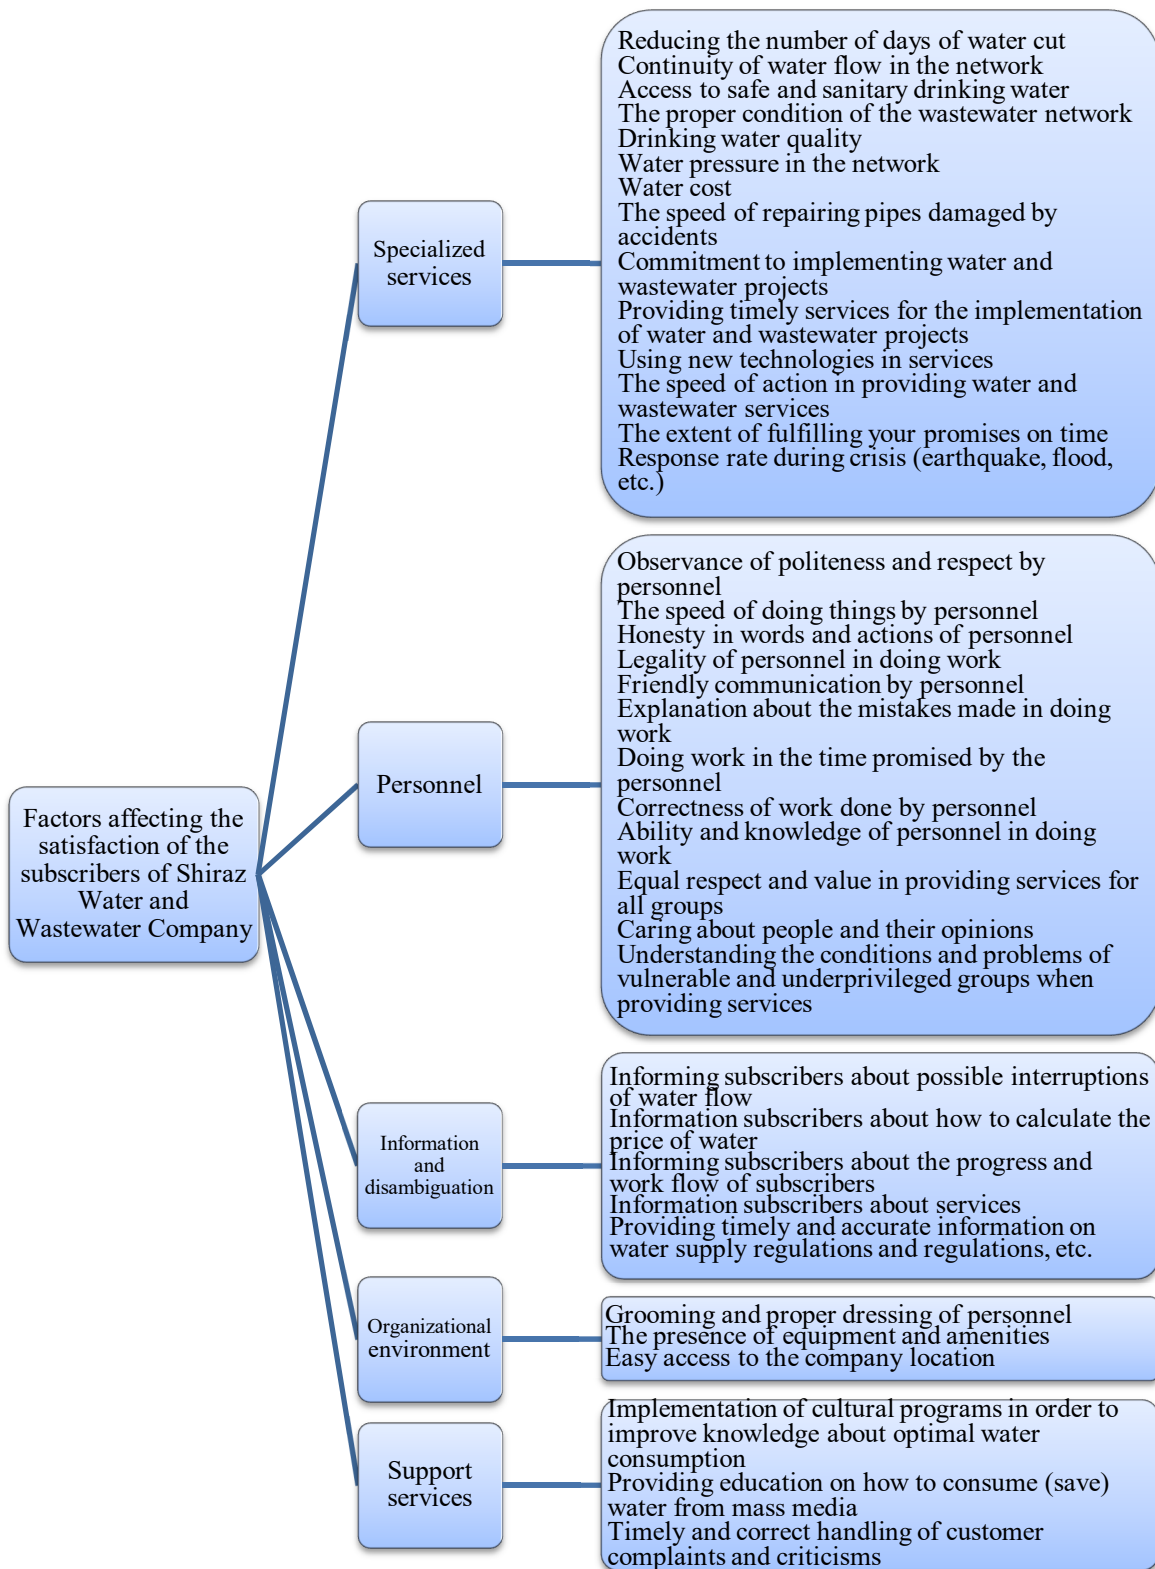 Factors affecting the
satisfaction of the
subscribers of Shiraz
Water and
Wastewater Company
Specialized
services
Reducing the number of days of water cut
Continuity of water flow in the network
Access to safe and sanitary drinking water
The proper condition of the wastewater network
Drinking water quality
Water pressure in the network
Water cost
The speed of repairing pipes damaged by
accidents
Commitment to implementing water and
wastewater projects
Providing timely services for the implementation
of water and wastewater projects
Using new technologies in services
The speed of action in providing water and
wastewater services
The extent of fulfilling your promises on time
Response rate during crisis (earthquake, flood,
etc.)
Personnel
Observance of politeness and respect by
personnel
The speed of doing things by personnel
Honesty in words and actions of personnel
Legality of personnel in doing work
Friendly communication by personnel
Explanation about the mistakes made in doing
work
Doing work in the time promised by the
personnel
Correctness of work done by personnel
Ability and knowledge of personnel in doing
work
Equal respect and value in providing services for
all groups
Caring about people and their opinions
Understanding the conditions and problems of
vulnerable and underprivileged groups when
providing services
Information
and
disambiguation
Informing subscribers about possible interruptions
of water flow
Information subscribers about how to calculate the
price of water
Informing subscribers about the progress and
work flow of subscribers
Information subscribers about services
Providing timely and accurate information on
water supply regulations and regulations, etc.
Organizational
environment
Grooming and proper dressing of personnel
The presence of equipment and amenities
Easy access to the company location
Support
services
Implementation of cultural programs in order to
improve knowledge about optimal water
consumption
Providing education on how to consume (save)
water from mass media
Timely and correct handling of customer
complaints and criticisms